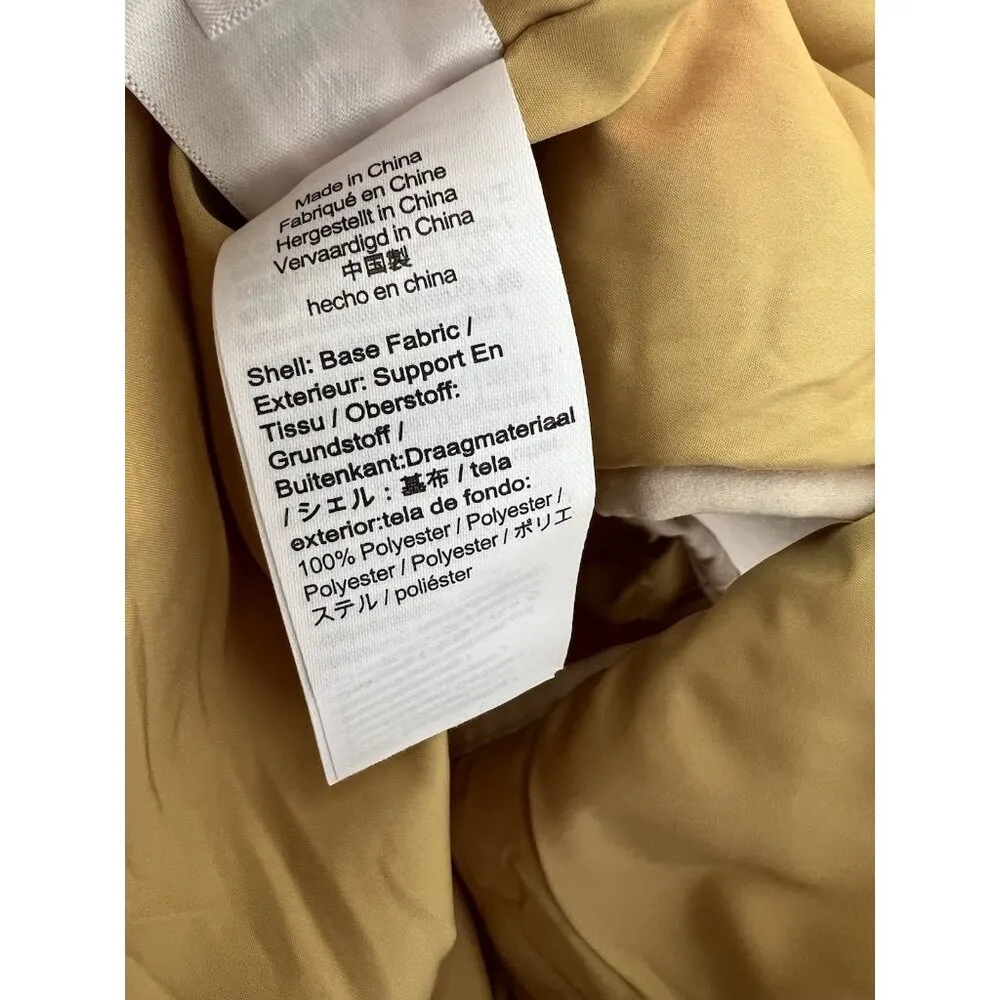 Made in China
Fabriqué en Chine
Hergestellt in China
Vervaardigd in China
中国製
hecho en china
Shell: Base Fabric /
Exterieur: Support En
Tissu / Oberstoff:
Grundstoff /
Buitenkant:Draagmateriaal
/ シェル : 基布 / tela
exterior:tela de fondo:
100% Polyester / Polyester /
Polyester / Polyester / ポリエ
ステル / poliéster